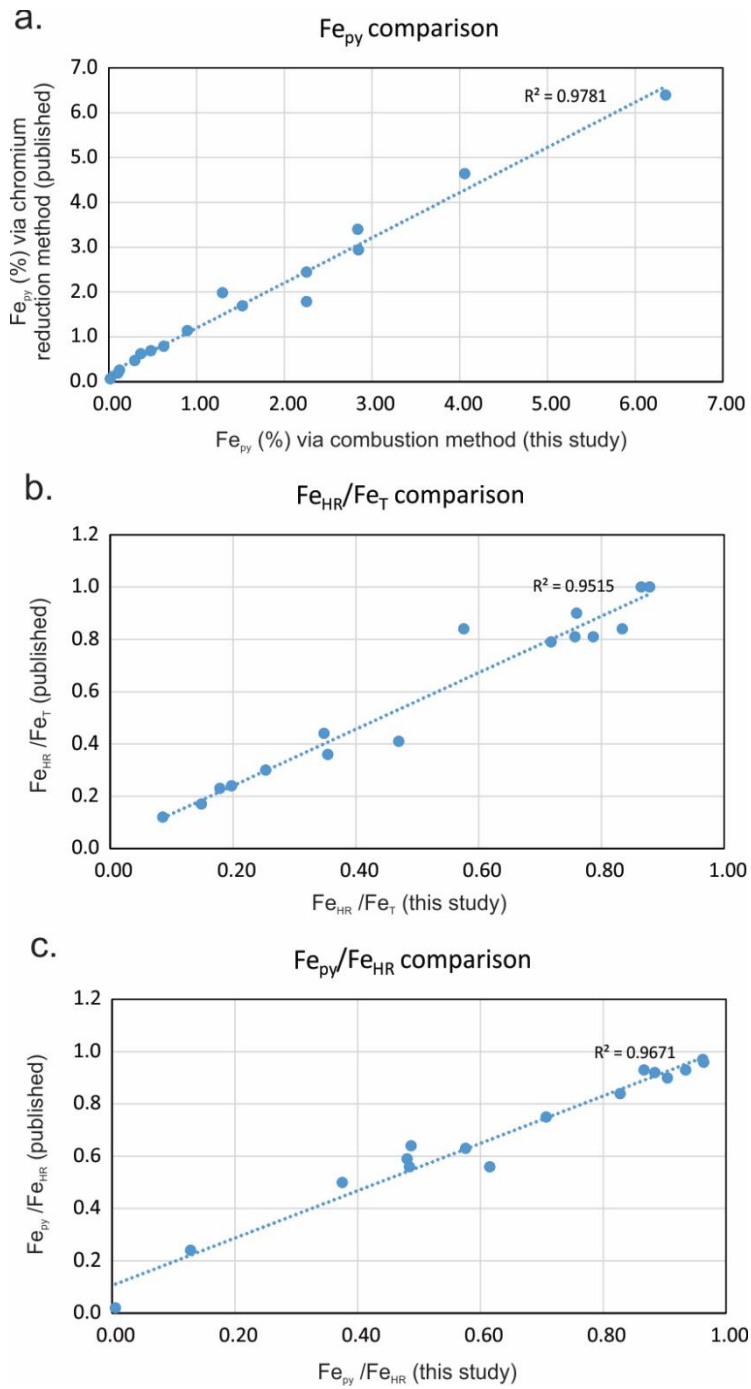 a.
Fepy comparison
7.0
6.0
5.0
4.0
3.0
2.0
1.0
0.0
R² = 0.9781
Fepy (%) via chromium
reduction method (published)
0.00 1.00 2.00 3.00 4.00 5.00 6.00 7.00
Fepy (%) via combustion method (this study)
b.
FeHR/FeT comparison
1.2
1.0
0.8
0.6
0.4
0.2
0.0
R² = 0.9515
FeHR /FeT (published)
0.00 0.20 0.40 0.60 0.80 1.00
FeHR /FeT (this study)
c.
Fepy/FeHR comparison
1.2
1.0
0.8
0.6
0.4
0.2
0.0
R² = 0.9671
Fepy /FeHR (published)
0.00 0.20 0.40 0.60 0.80 1.00
Fepy /FeHR (this study)